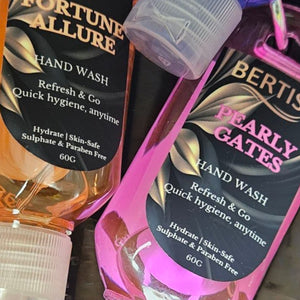 FORTUNE
ALLURE
HAND WASH
Refresh & Go
Quick hygiene, anytime
Hydrate | Skin-Safe
Sulphate & Paraben Free
60G
BERTIS
PEARLY
GATES
HAND WASH
Refresh & Go
Quick hygiene, anytime
Hydrate | Skin-Safe
Sulphate & Paraben Free
60G